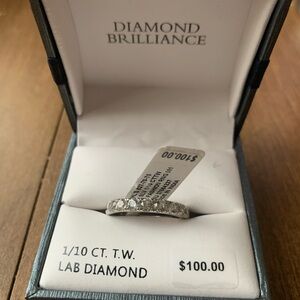 DIAMOND
BRILLIANCE
$100.00
1/10 CT. T.W.
LAB DIAMOND
$100.00